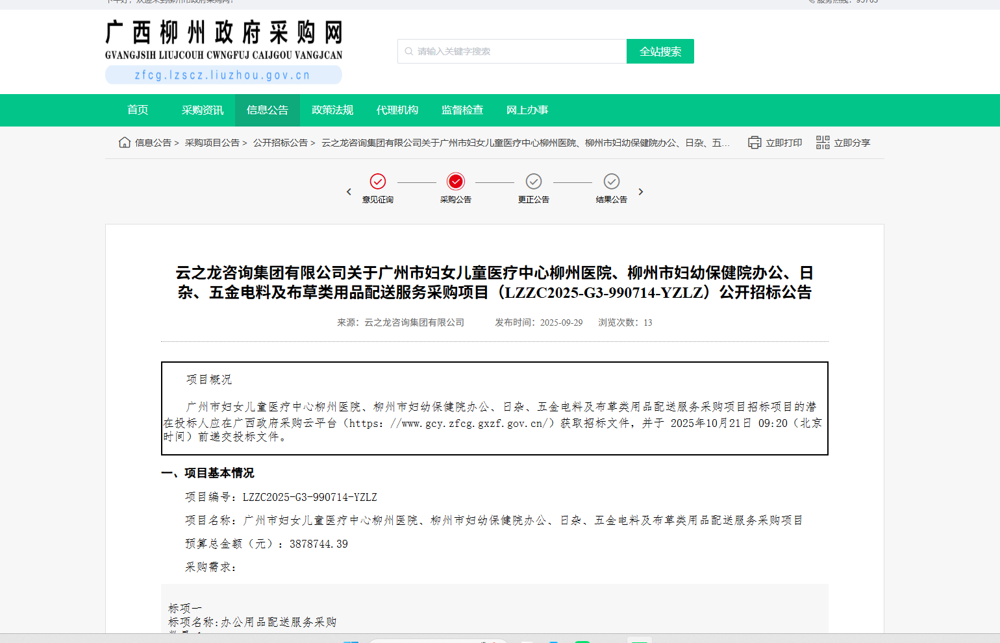 下午好，欢迎来到柳州市政府采购网！
服务热线：95763
广西柳州政府采购网
GVANGJSIH LIUJCOUH CWNGFUJ CAIJGOU VANGJCAN
zfcg.lzscz.liuzhou.gov.cn
请输入关键字搜索
全站搜索
首页 采购资讯 信息公告 政策法规 代理机构 监督检查 网上办事
信息公告 > 采购项目公告 > 公开招标公告 > 云之龙咨询集团有限公司关于广州市妇女儿童医疗中心柳州医院、柳州市妇幼保健院办公、日杂、五... 立即打印 立即分享
意见征询 采购公告 更正公告 结果公告
云之龙咨询集团有限公司关于广州市妇女儿童医疗中心柳州医院、柳州市妇幼保健院办公、日
杂、五金电料及布草类用品配送服务采购项目（LZZC2025-G3-990714-YZLZ）公开招标公告
来源：云之龙咨询集团有限公司 发布时间：2025-09-29 浏览次数：13
项目概况
广州市妇女儿童医疗中心柳州医院、柳州市妇幼保健院办公、日杂、五金电料及布草类用品配送服务采购项目招标项目的潜
在投标人应在广西政府采购云平台（https：//www.gcy.zfcg.gxzf.gov.cn/）获取招标文件，并于 2025年10月21日 09:20（北京
时间）前递交投标文件。
一、项目基本情况
项目编号：LZZC2025-G3-990714-YZLZ
项目名称：广州市妇女儿童医疗中心柳州医院、柳州市妇幼保健院办公、日杂、五金电料及布草类用品配送服务采购项目
预算总金额（元）：3878744.39
采购需求：
标项一
标项名称:办公用品配送服务采购